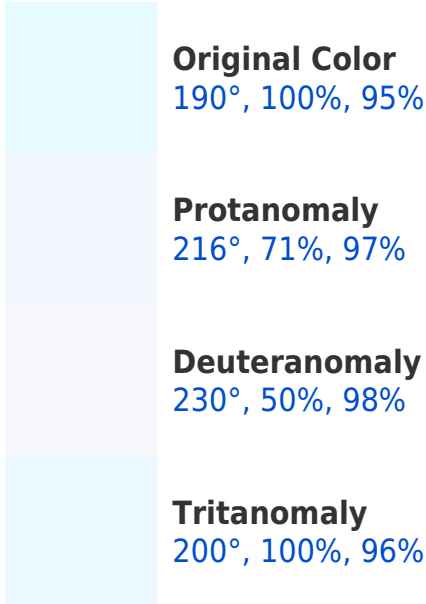 Original Color
190°, 100%, 95%
Protanomaly
216°, 71%, 97%
Deuteranomaly
230°, 50%, 98%
Tritanomaly
200°, 100%, 96%